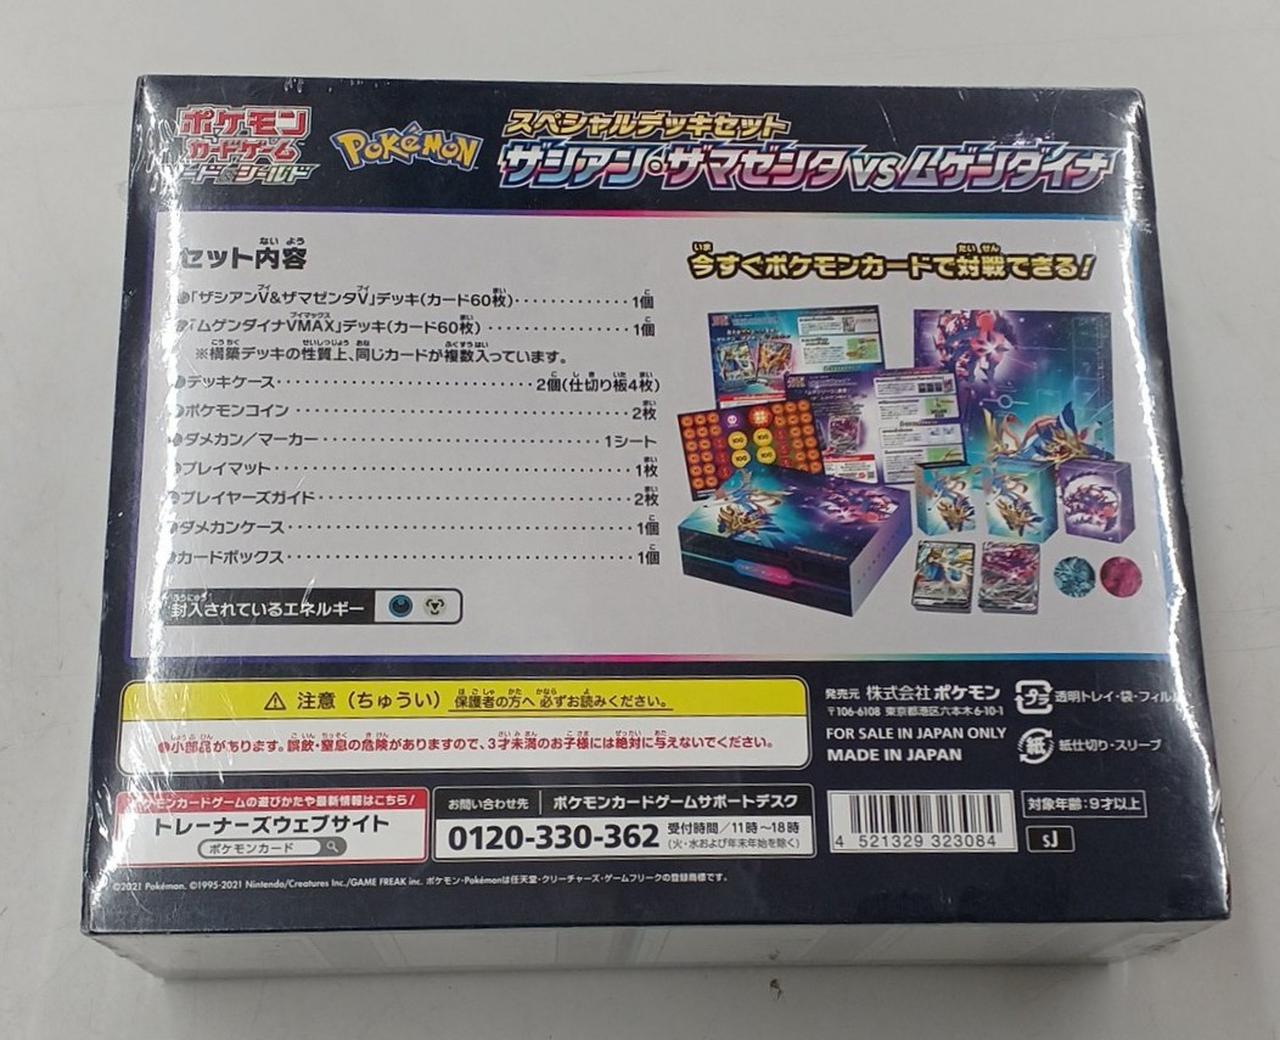 ポケモン
カードゲーム
ソード&シールド
POKÉMON
スペシャルデッキセット
ザシアン・ザマゼンタVSムゲンダイナ
セット内容
●「ザシアンV&ザマゼンタV」デッキ(カード60枚)・・・・・・・・・・・・・・1個
●「ムゲンダイナVMAX」デッキ(カード60枚)・・・・・・・・・・・・・・・・・1個
※構築デッキの性質上、同じカードが複数入っています。
●デッキケース・・・・・・・・・・・・・・・・・・・・・・・・・・・・2個(仕切り板4枚)
●ポケモンコイン・・・・・・・・・・・・・・・・・・・・・・・・・・・・・・・・・・・2枚
●ダメカン/マーカー・・・・・・・・・・・・・・・・・・・・・・・・・・・・・・1シート
●プレイマット・・・・・・・・・・・・・・・・・・・・・・・・・・・・・・・・・・・・・1枚
●プレイヤーズガイド・・・・・・・・・・・・・・・・・・・・・・・・・・・・・・・2枚
●ダメカンケース・・・・・・・・・・・・・・・・・・・・・・・・・・・・・・・・・・・1個
●カードボックス・・・・・・・・・・・・・・・・・・・・・・・・・・・・・・・・・・・1個
封入されているエネルギー
今すぐポケモンカードで対戦できる!
⚠ 注意(ちゅうい) 保護者の方へ 必ずお読みください。
●小部品があります。誤飲・窒息の危険がありますので、3才未満のお子様には絶対に与えないでください。
発売元 株式会社ポケモン
〒106-6108 東京都港区六本木6-10-1
FOR SALE IN JAPAN ONLY
MADE IN JAPAN
プラ 透明トレイ・袋・フィルム
紙 紙仕切り・スリーブ
ポケモンカードゲームの遊びかたや最新情報はこちら!
トレーナーズウェブサイト
ポケモンカード
お問い合わせ先 ポケモンカードゲームサポートデスク
0120-330-362 受付時間/11時〜18時
(火・水および年末年始を除く)
4 521329 323084
対象年齢:9才以上
sJ
©2021 Pokémon. ©1995-2021 Nintendo/Creatures Inc./GAME FREAK inc. ポケモン・Pokémonは任天堂・クリーチャーズ・ゲームフリークの登録商標です。